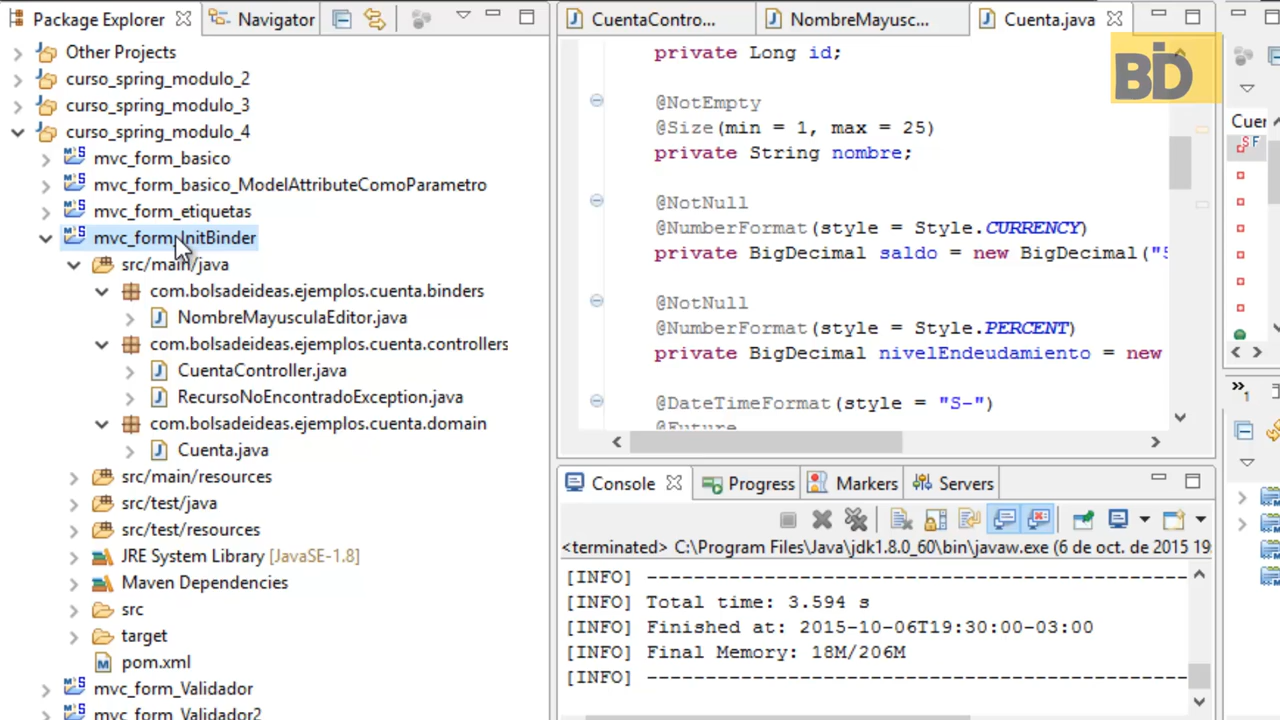 Package Explorer
Navigator
Other Projects
curso_spring_modulo_2
curso_spring_modulo_3
curso_spring_modulo_4
mvc_form_basico
mvc_form_basico_ModelAttributeComoParametro
mvc_form_etiquetas
mvc_form_InitBinder
src/main/java
com.bolsadeideas.ejemplos.cuenta.binders
NombreMayusculaEditor.java
com.bolsadeideas.ejemplos.cuenta.controllers
CuentaController.java
RecursoNoEncontradoException.java
com.bolsadeideas.ejemplos.cuenta.domain
Cuenta.java
src/main/resources
src/test/java
src/test/resources
JRE System Library [JavaSE-1.8]
Maven Dependencies
src
target
pom.xml
mvc_form_Validador
mvc_form_Validador2
CuentaContro...
NombreMayusc...
Cuenta.java
BID
private Long id;
@NotEmpty
@Size(min = 1, max = 25)
private String nombre;
@NotNull
@NumberFormat(style = Style.CURRENCY)
private BigDecimal saldo = new BigDecimal("5
@NotNull
@NumberFormat(style = Style.PERCENT)
private BigDecimal nivelEndeudamiento = new
@DateTimeFormat(style = "S-")
@Future
Cuer
Console
Progress
Markers
Servers
<terminated> C:\Program Files\Java\jdk1.8.0_60\bin\javaw.exe (6 de oct. de 2015 19:
[INFO] ------------------------------------------------
[INFO] Total time: 3.594 s
[INFO] Finished at: 2015-10-06T19:30:00-03:00
[INFO] Final Memory: 18M/206M
[INFO] ------------------------------------------------